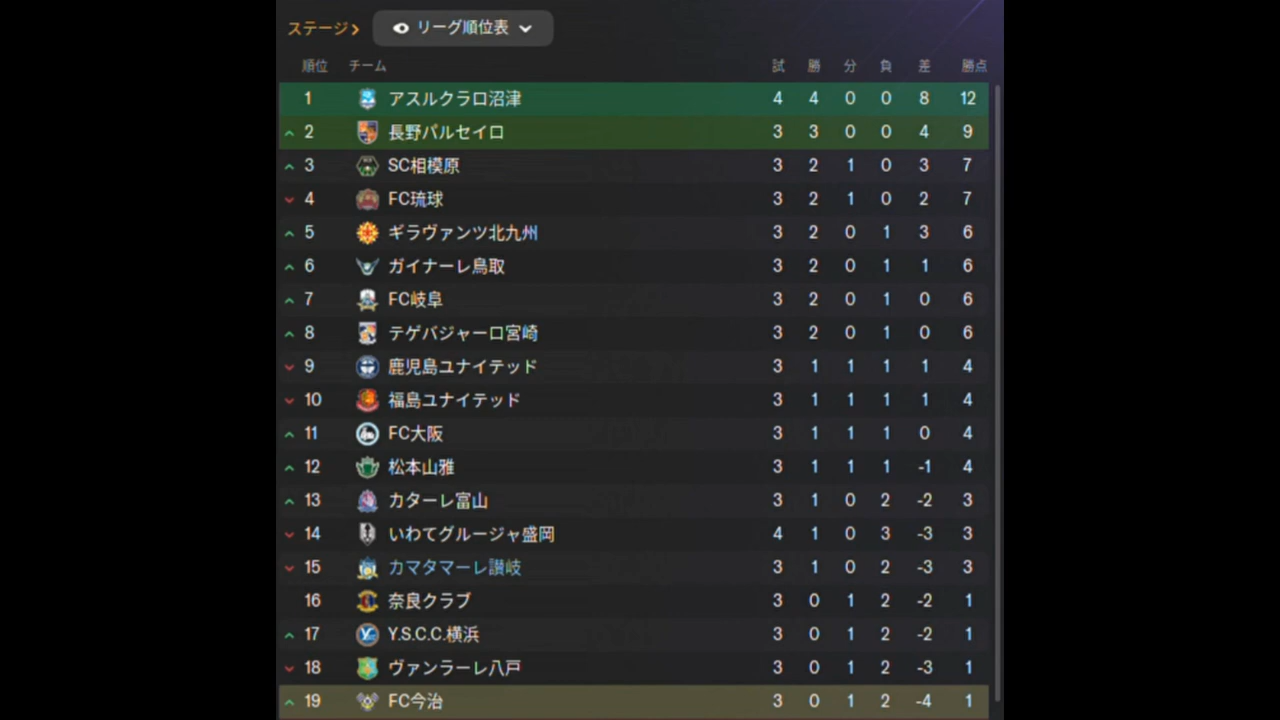 ステージ リーグ順位表
順位 チーム 試 勝 分 負 差 勝点
1 アスルクラロ沼津 4 4 0 0 8 12
2 長野パルセイロ 3 3 0 0 4 9
3 SC相模原 3 2 1 0 3 7
4 FC琉球 3 2 1 0 2 7
5 ギラヴァンツ北九州 3 2 0 1 3 6
6 ガイナーレ鳥取 3 2 0 1 1 6
7 FC岐阜 3 2 0 1 0 6
8 テゲバジャーロ宮崎 3 2 0 1 0 6
9 鹿児島ユナイテッド 3 1 1 1 1 4
10 福島ユナイテッド 3 1 1 1 1 4
11 FC大阪 3 1 1 1 0 4
12 松本山雅 3 1 1 1 -1 4
13 カターレ富山 3 1 0 2 -2 3
14 いわてグルージャ盛岡 4 1 0 3 -3 3
15 カマタマーレ讃岐 3 1 0 2 -3 3
16 奈良クラブ 3 0 1 2 -2 1
17 Y.S.C.C.横浜 3 0 1 2 -2 1
18 ヴァンラーレ八戸 3 0 1 2 -3 1
19 FC今治 3 0 1 2 -4 1